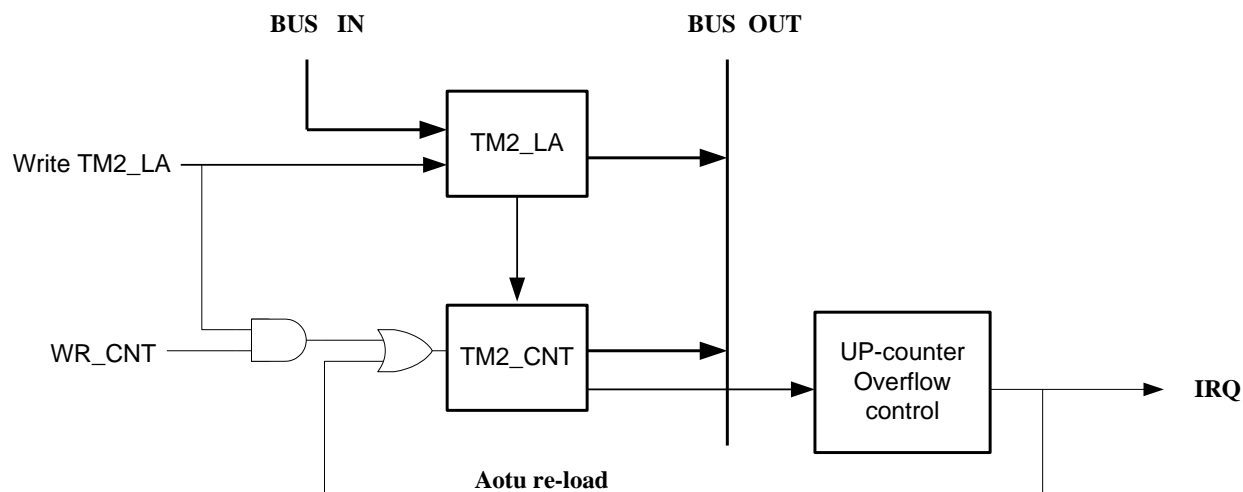 BUS IN
BUS OUT
TM2_LA
Write TM2_LA
WR_CNT
TM2_CNT
UP-counter
Overflow
control
IRQ
Aotu re-load